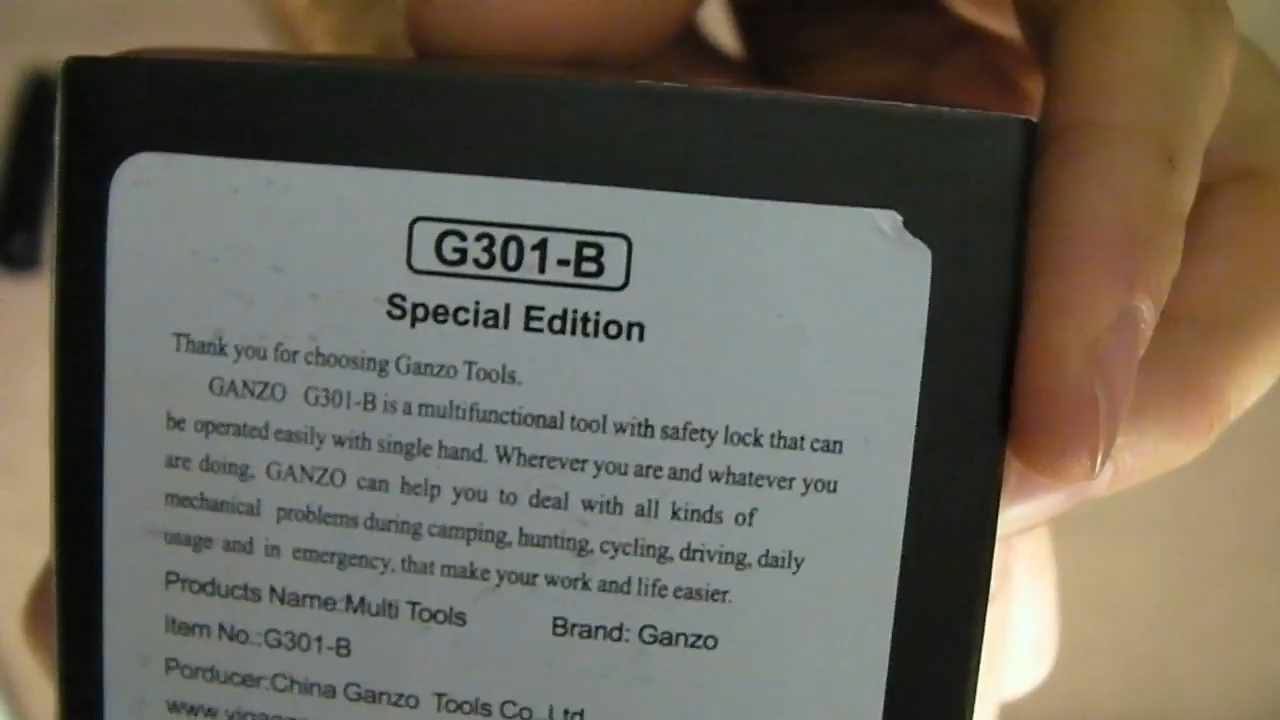 G301-B
Special Edition
Thank you for choosing Ganzo Tools.
GANZO G301-B is a multifunctional tool with safety lock that can
be operated easily with single hand. Wherever you are and whatever you
are doing, GANZO can help you to deal with all kinds of
mechanical problems during camping, hunting, cycling, driving, daily
usage and in emergency, that make your work and life easier.
Products Name:Multi Tools Brand: Ganzo
Item No.:G301-B
Porducer:China Ganzo Tools Co. Ltd